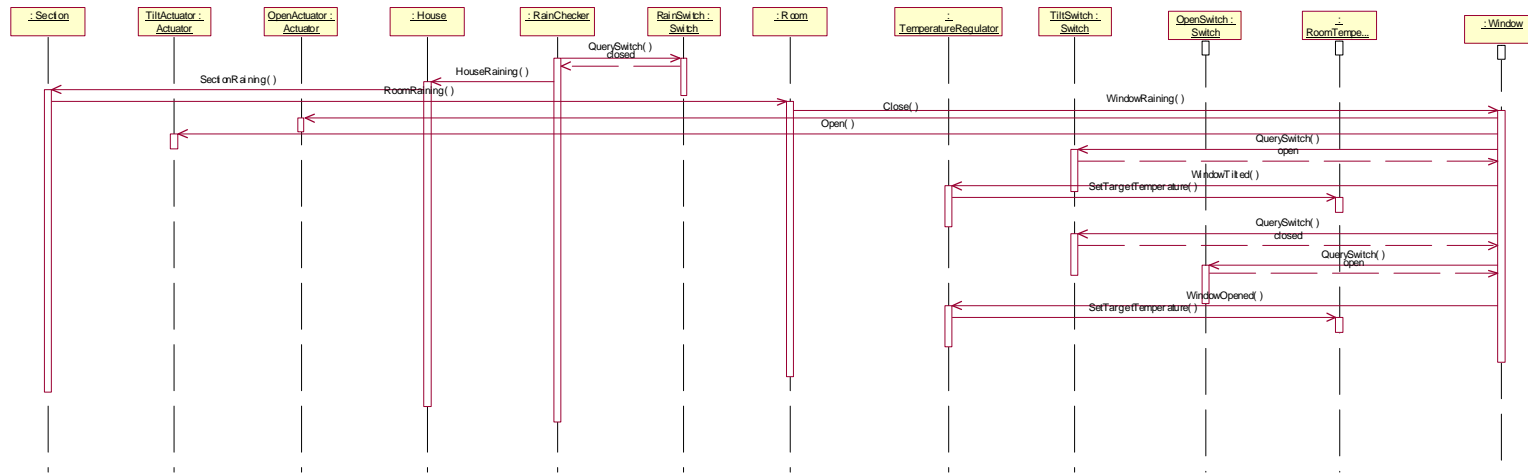 : Section
TiltActuator :
Actuator
OpenActuator :
Actuator
: House
: RainChecker
RainSwitch :
Switch
: Room
:
TemperatureRegulator
TiltSwitch :
Switch
OpenSwitch :
Switch
:
RoomTempe...
: Window
QuerySwitch( )
closed
HouseRaining( )
SectionRaining( )
RoomRaining( )
WindowRaining( )
Close( )
Open( )
QuerySwitch( )
open
WindowTilted( )
SetTargetTemperature( )
QuerySwitch( )
closed
QuerySwitch( )
open
WindowOpened( )
SetTargetTemperature( )